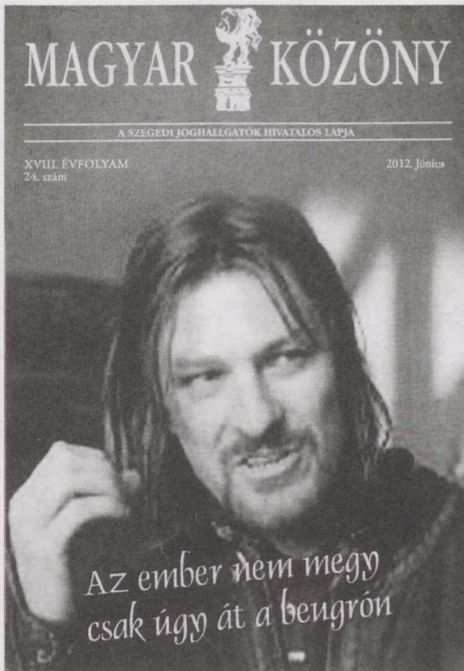 MAGYAR KÖZÖNY
A SZEGEDI JOGHALLGATÓK HIVATALOS LAPJA
XVIII. ÉVFOLYAM
24. szám
2012. Június
Az ember nem megy
csak úgy át a beugrón